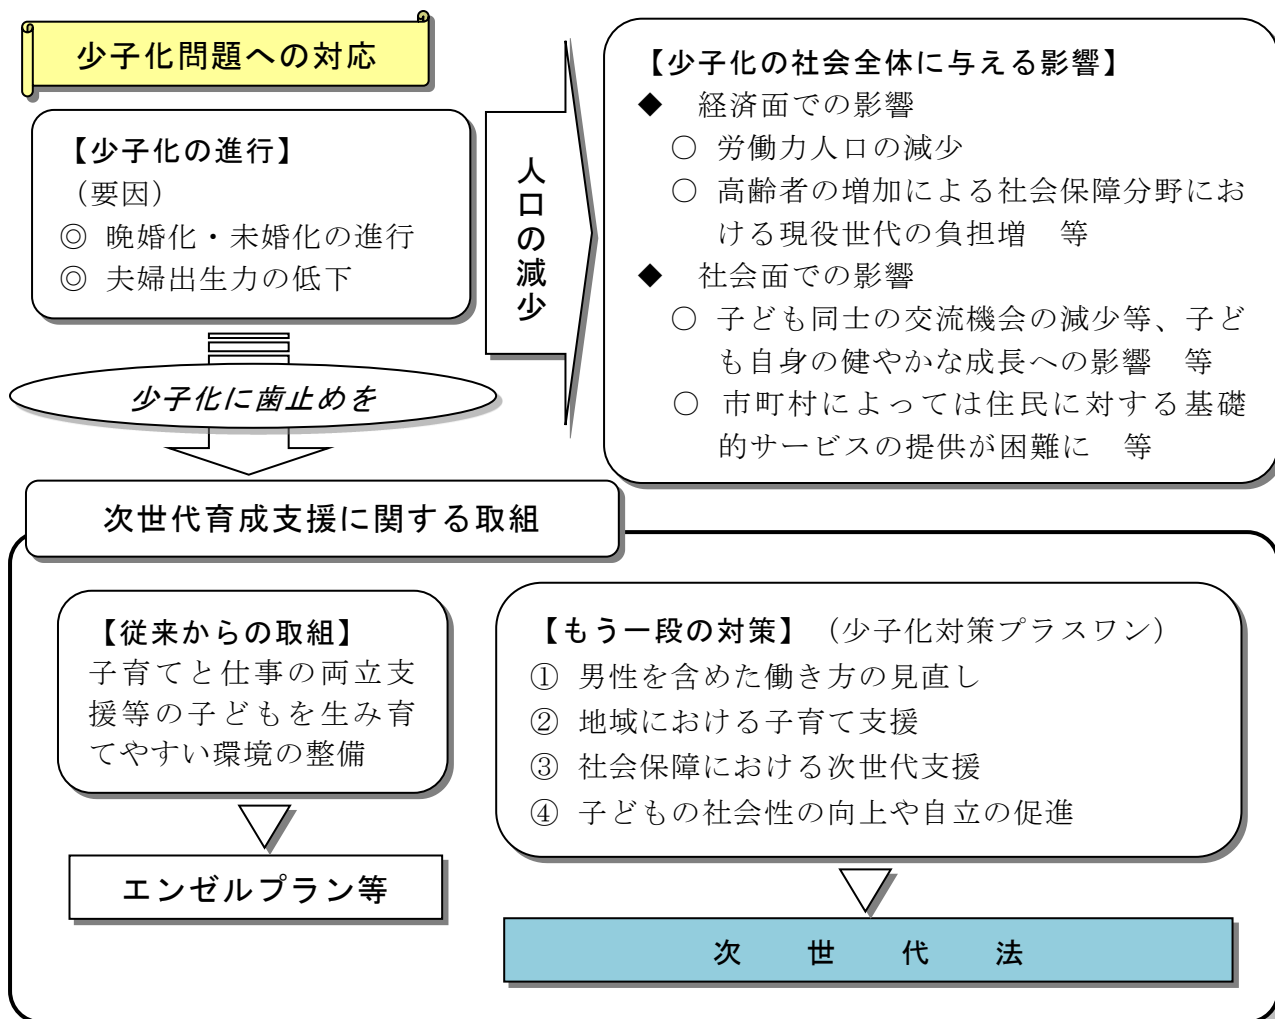 少子化問題への対応
【少子化の進行】
（要因）
◎ 晩婚化・未婚化の進行
◎ 夫婦出生力の低下
人口の減少
【少子化の社会全体に与える影響】
◆ 経済面での影響
○ 労働力人口の減少
○ 高齢者の増加による社会保障分野にお
ける現役世代の負担増　等
◆ 社会面での影響
○ 子ども同士の交流機会の減少等、子ど
も自身の健やかな成長への影響　等
○ 市町村によっては住民に対する基礎
的サービスの提供が困難に　等
少子化に歯止めを
次世代育成支援に関する取組
【従来からの取組】
子育てと仕事の両立支
援等の子どもを生み育
てやすい環境の整備
エンゼルプラン等
【もう一段の対策】（少子化対策プラスワン）
① 男性を含めた働き方の見直し
② 地域における子育て支援
③ 社会保障における次世代支援
④ 子どもの社会性の向上や自立の促進
次　世　代　法